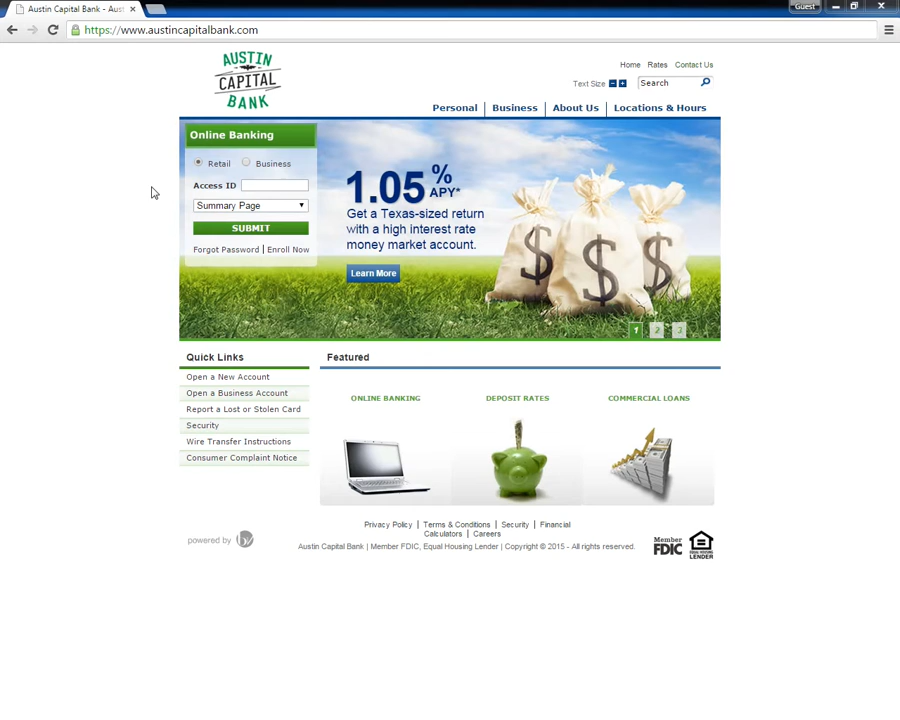 Austin Capital Bank - Aus
Guest
https://www.austincapitalbank.com
AUSTIN
CAPITAL
BANK
Home Rates Contact Us
Text Size - +
Search
Personal Business About Us Locations & Hours
Online Banking
Retail Business
Access ID
Summary Page
SUBMIT
Forgot Password | Enroll Now
1.05% APY*
Get a Texas-sized return
with a high interest rate
money market account.
Learn More
$ $ $
1 2 3
Quick Links
Open a New Account
Open a Business Account
Report a Lost or Stolen Card
Security
Wire Transfer Instructions
Consumer Complaint Notice
Featured
ONLINE BANKING DEPOSIT RATES COMMERCIAL LOANS
Privacy Policy | Terms & Conditions | Security | Financial
Calculators | Careers
powered by
Austin Capital Bank | Member FDIC, Equal Housing Lender | Copyright © 2015 - All rights reserved.
Member
FDIC
EQUAL HOUSING
LENDER